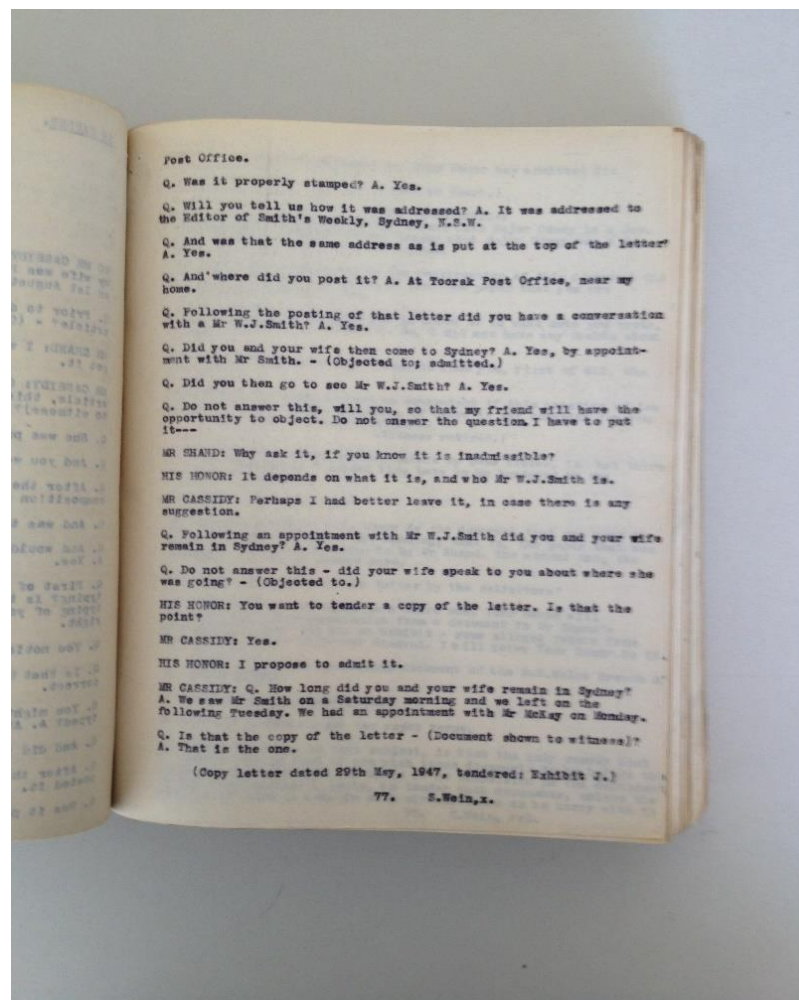 Post Office.
Q. Was it properly stamped? A. Yes.
Q. Will you tell us how it was addressed? A. It was addressed to
the Editor of Smith's Weekly, Sydney, N.S.W.
Q. And was that the same address as is put at the top of the letter?
A. Yes.
Q. And where did you post it? A. At Toorak Post Office, near my
home.
Q. Following the posting of that letter did you have a conversation
with a Mr W.J.Smith? A. Yes.
Q. Did you and your wife then come to Sydney? A. Yes, by appoint-
ment with Mr Smith. - (Objected to; admitted.)
Q. Did you then go to see Mr W.J.Smith? A. Yes.
Q. Do not answer this, will you, so that my friend will have the
opportunity to object. Do not answer the question. I have to put
it---
MR SHAND: Why ask it, if you know it is inadmissible?
HIS HONOR: It depends on what it is, and who Mr W.J.Smith is.
MR CASSIDY: Perhaps I had better leave it, in case there is any
suggestion.
Q. Following an appointment with Mr W.J.Smith did you and your wife
remain in Sydney? A. Yes.
Q. Do not answer this - did your wife speak to you about where she
was going? - (Objected to.)
HIS HONOR: You want to tender a copy of the letter. Is that the
point?
MR CASSIDY: Yes.
HIS HONOR: I propose to admit it.
MR CASSIDY: Q. How long did you and your wife remain in Sydney?
A. We saw Mr Smith on a Saturday morning and we left on the
following Tuesday. We had an appointment with Mr McKay on Monday.
Q. Is that the copy of the letter - (Document shown to witness)?
A. That is the one.
(Copy letter dated 29th May, 1947, tendered: Exhibit J.)
77. S.Wein,x.